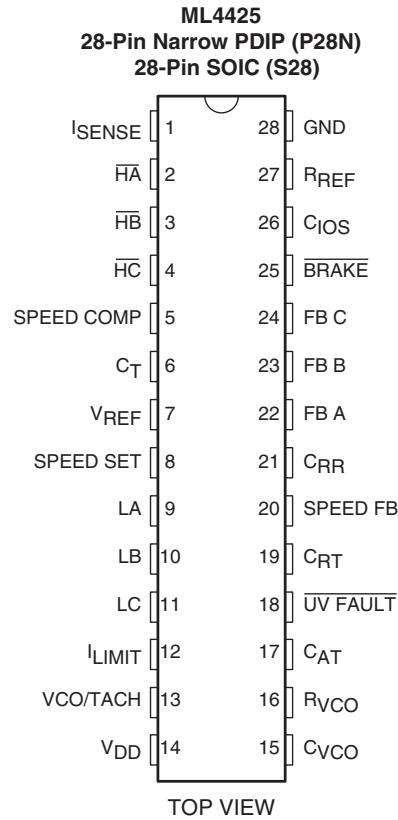 ML4425
28-Pin Narrow PDIP (P28N)
28-Pin SOIC (S28)
ISENSE 1 28 GND
HA 2 27 RREF
HB 3 26 CIOS
HC 4 25 BRAKE
SPEED COMP 5 24 FB C
CT 6 23 FB B
VREF 7 22 FB A
SPEED SET 8 21 CRR
LA 9 20 SPEED FB
LB 10 19 CRT
LC 11 18 UV FAULT
ILIMIT 12 17 CAT
VCO/TACH 13 16 RVCO
VDD 14 15 CVCO
TOP VIEW